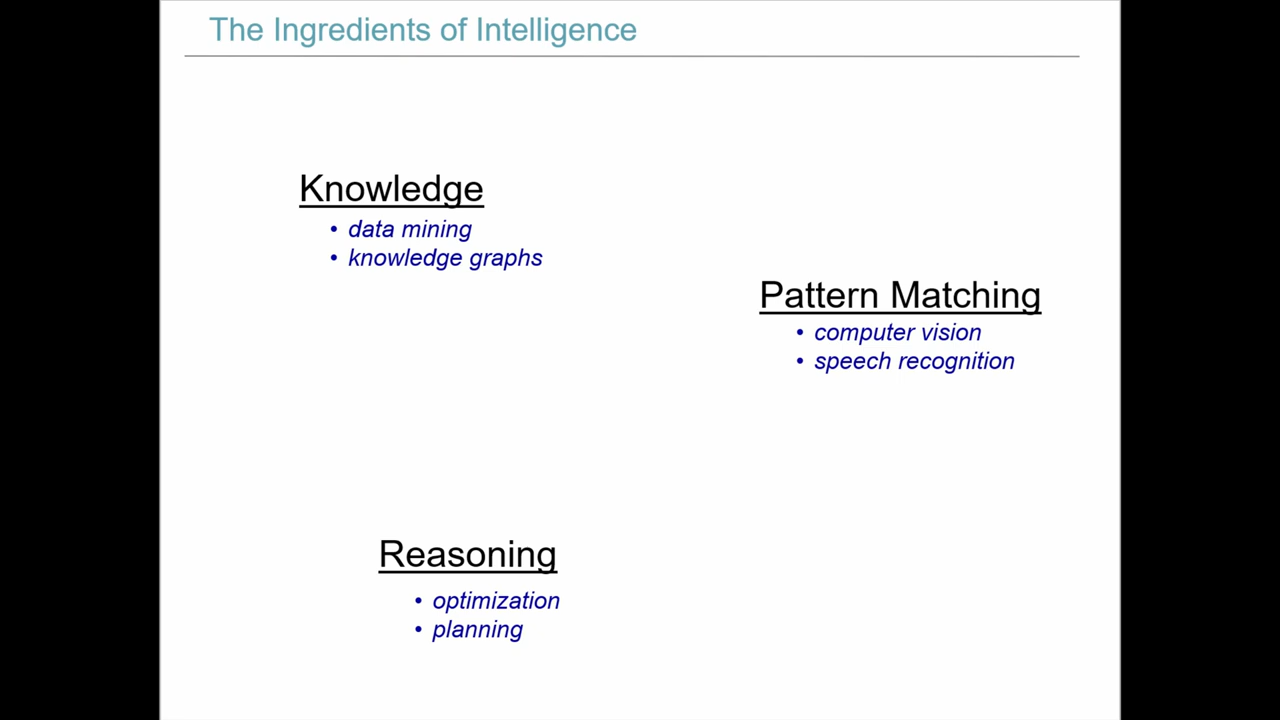 The Ingredients of Intelligence
Knowledge
• data mining
• knowledge graphs
Pattern Matching
• computer vision
• speech recognition
Reasoning
• optimization
• planning